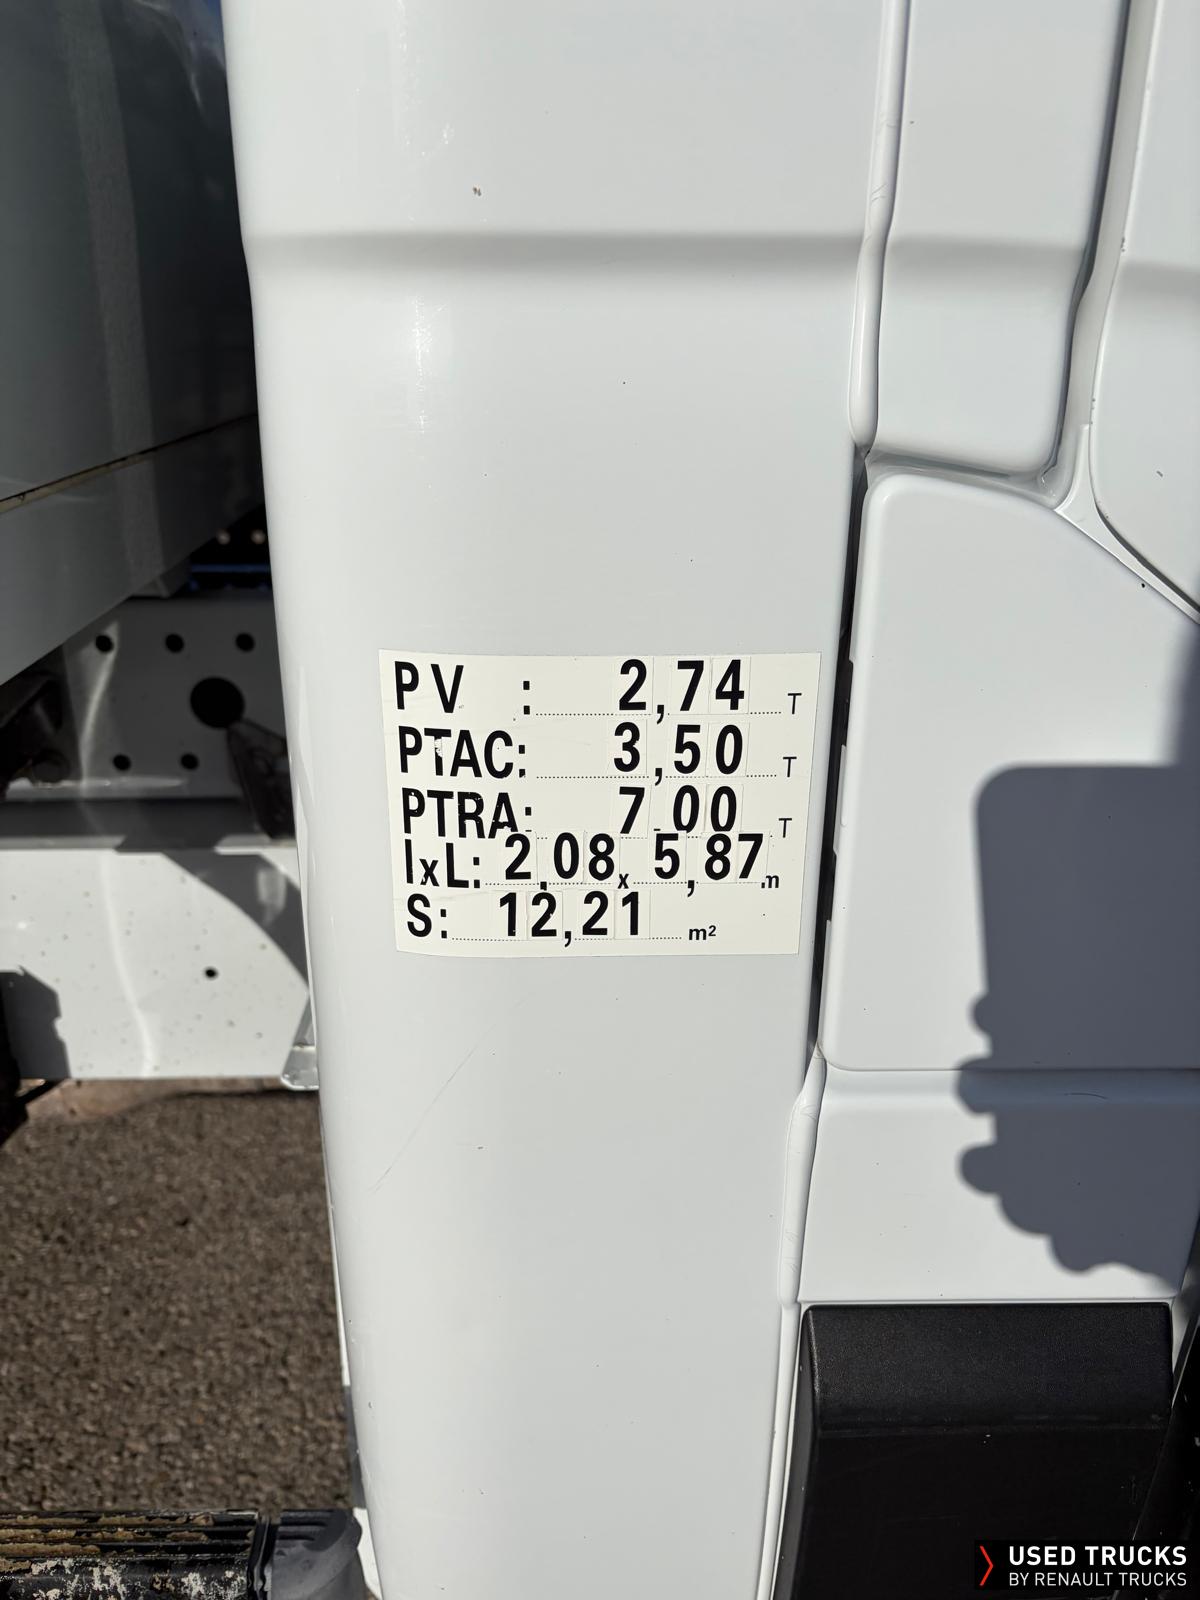 PV : 2,74 T
PTAC: 3,50 T
PTRA: 7 00 T
lxL: 2,08 x 5,87 m
S: 12,21 m²
USED TRUCKS
BY RENAULT TRUCKS